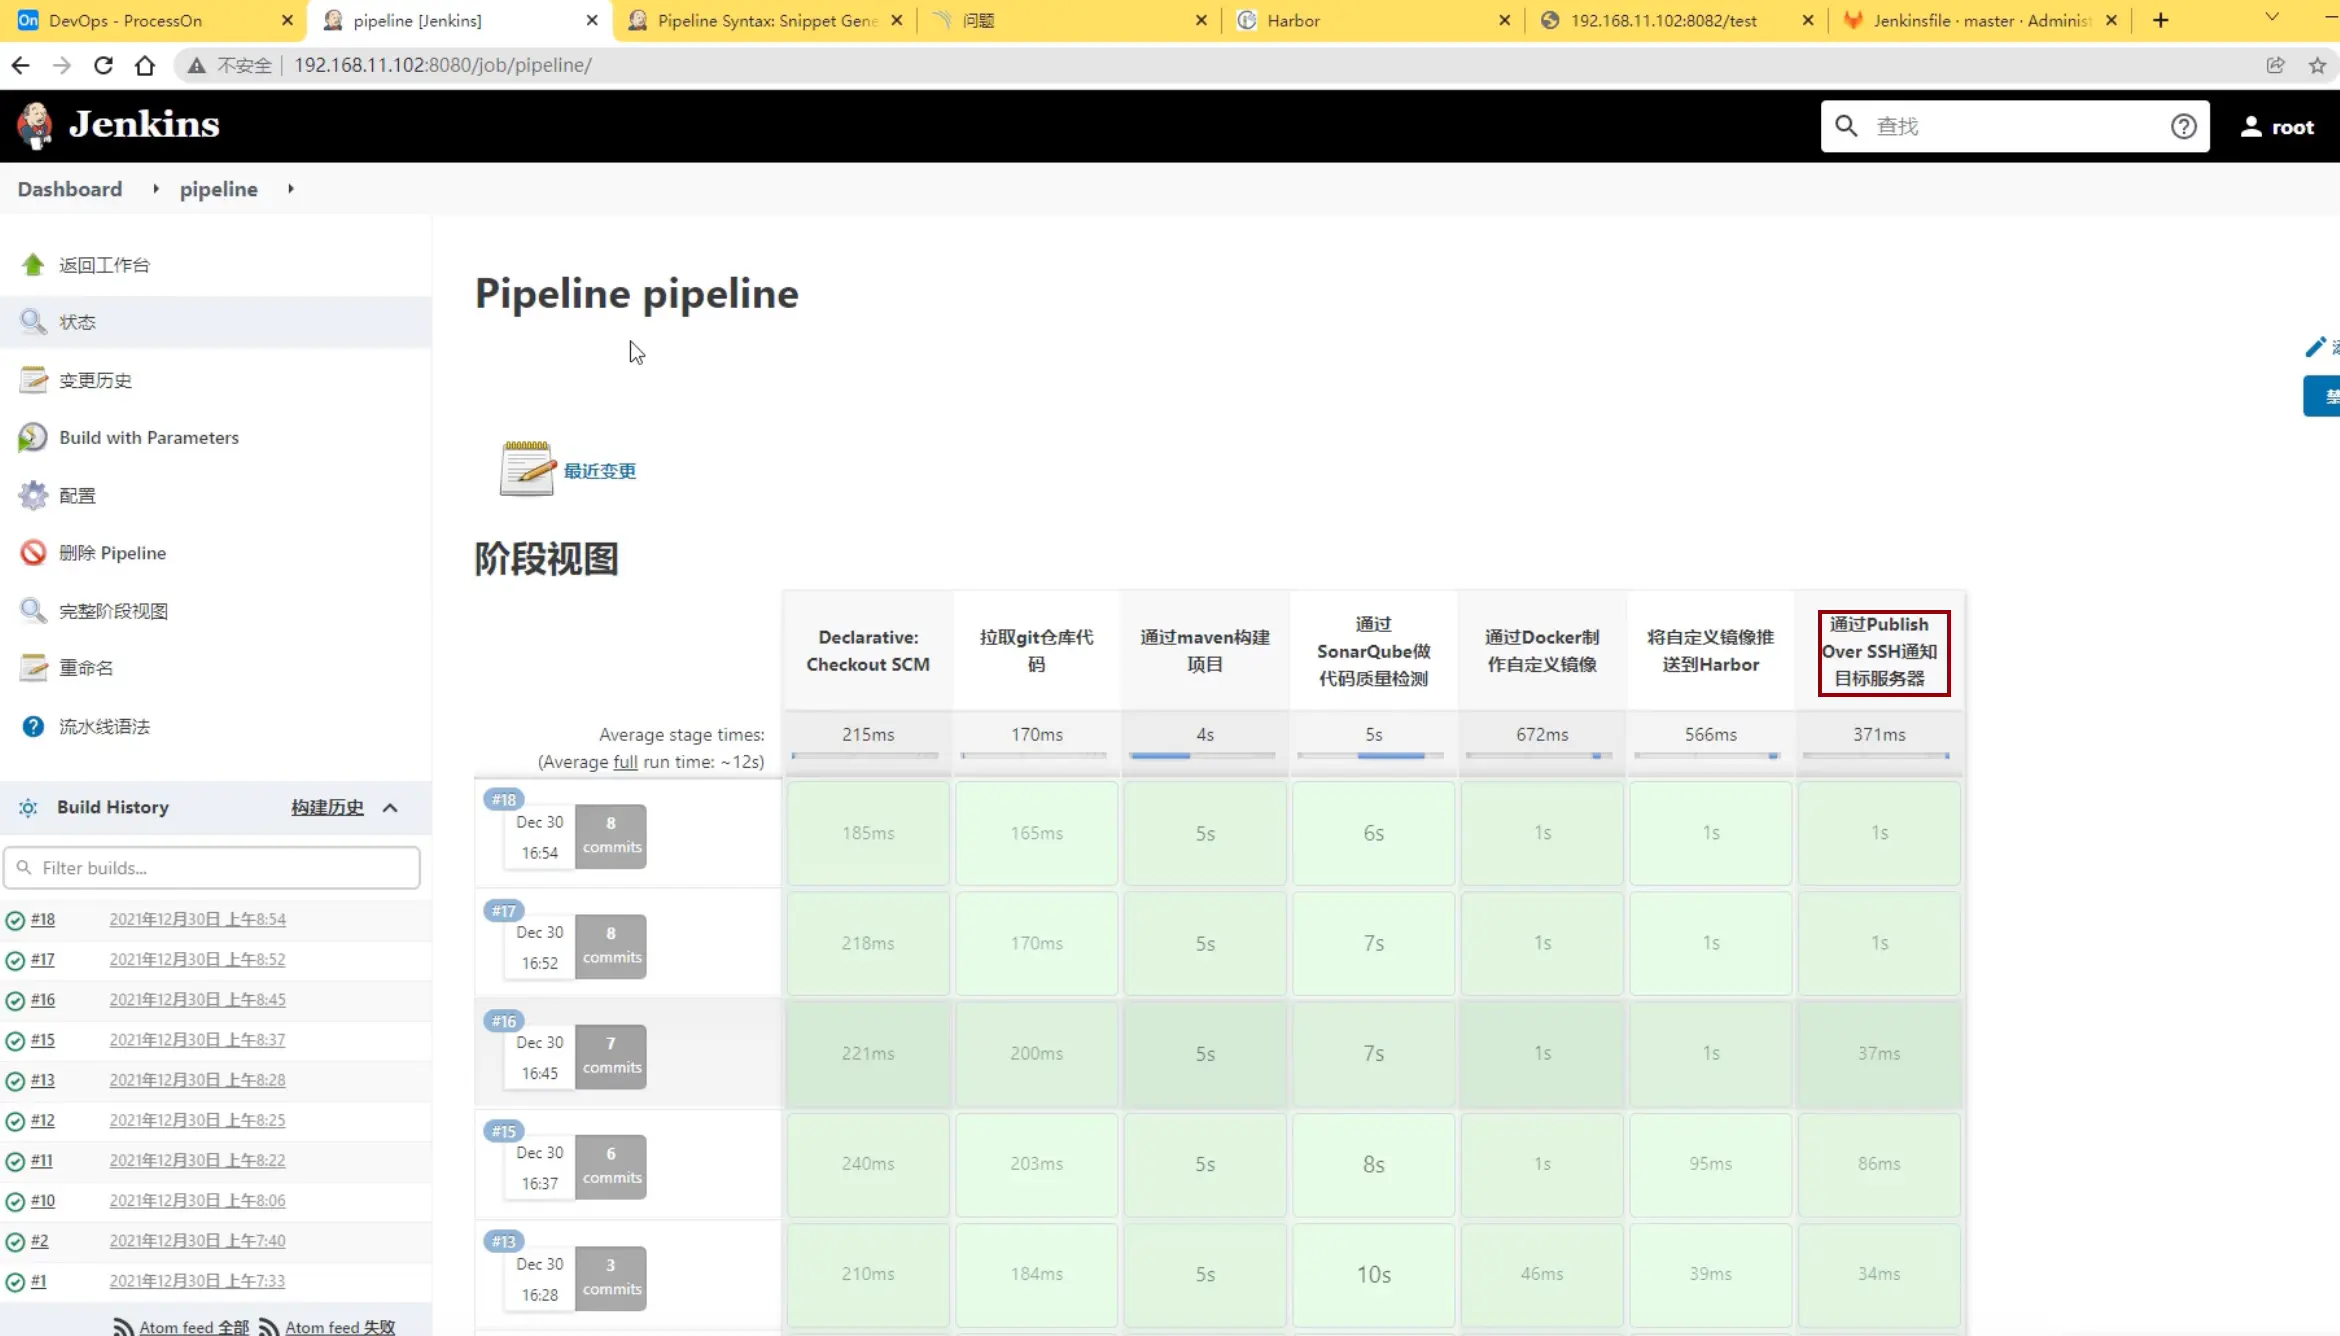 DevOps - ProcessOn
pipeline [Jenkins]
Pipeline Syntax: Snippet Gene
问题
Harbor
192.168.11.102:8082/test
Jenkinsfile · master · Administ
不安全
192.168.11.102:8080/job/pipeline/
Jenkins
查找
root
Dashboard
pipeline
返回工作台
状态
变更历史
Build with Parameters
配置
删除 Pipeline
完整阶段视图
重命名
流水线语法
Build History
构建历史
Filter builds...
#18 2021年12月30日 上午8:54
#17 2021年12月30日 上午8:52
#16 2021年12月30日 上午8:45
#15 2021年12月30日 上午8:37
#13 2021年12月30日 上午8:28
#12 2021年12月30日 上午8:25
#11 2021年12月30日 上午8:22
#10 2021年12月30日 上午8:06
#2 2021年12月30日 上午7:40
#1 2021年12月30日 上午7:33
Atom feed 全部
Atom feed 失败
Pipeline pipeline
最近变更
阶段视图
Declarative:
Checkout SCM
拉取git仓库代
码
通过maven构建
项目
通过
SonarQube做
代码质量检测
通过Docker制
作自定义镜像
将自定义镜像推
送到Harbor
通过Publish
Over SSH通知
目标服务器
Average stage times:
(Average full run time: ~12s)
215ms 170ms 4s 5s 672ms 566ms 371ms
#18
Dec 30
16:54
8
commits
185ms 165ms 5s 6s 1s 1s 1s
#17
Dec 30
16:52
8
commits
218ms 170ms 5s 7s 1s 1s 1s
#16
Dec 30
16:45
7
commits
221ms 200ms 5s 7s 1s 1s 37ms
#15
Dec 30
16:37
6
commits
240ms 203ms 5s 8s 1s 95ms 86ms
#13
Dec 30
16:28
3
commits
210ms 184ms 5s 10s 46ms 39ms 34ms